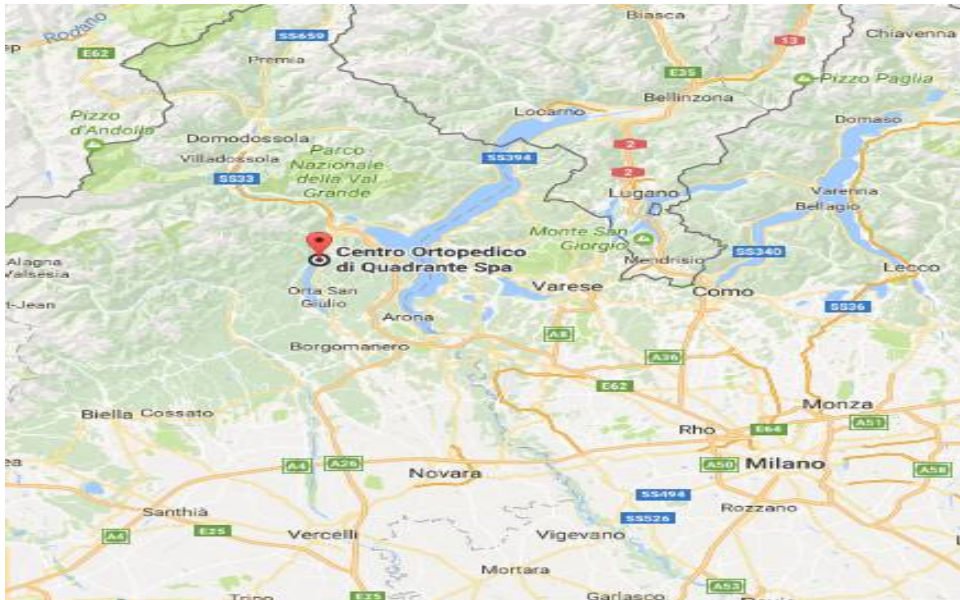 Rodano
E62
SS659
Premia
Biasca
13
Chiavenna
E35
Bellinzona
Pizzo Paglia
Pizzo
d'Andolla
Domodossola
Villadossola
SS33
Parco
Nazionale
della Val
Grande
Locarno
SS394
2
2
Lugano
Domaso
Varenna
Bellagio
Monte San
Giorgio
Mendrisio
SS340
Lecco
Alagna
Valsesia
t-Jean
Centro Ortopedico
di Quadrante Spa
Orta San
Giulio
Varese
Como
SS36
Arona
A8
Borgomanero
A36
E62
Biella
Cossato
Monza
Rho
E64
A51
A4
A26
Novara
A50
Milano
A58
SS494
Santhià
SS526
Rozzano
A4
E25
Vercelli
Vigevano
Mortara
A53
E25
Garlasco